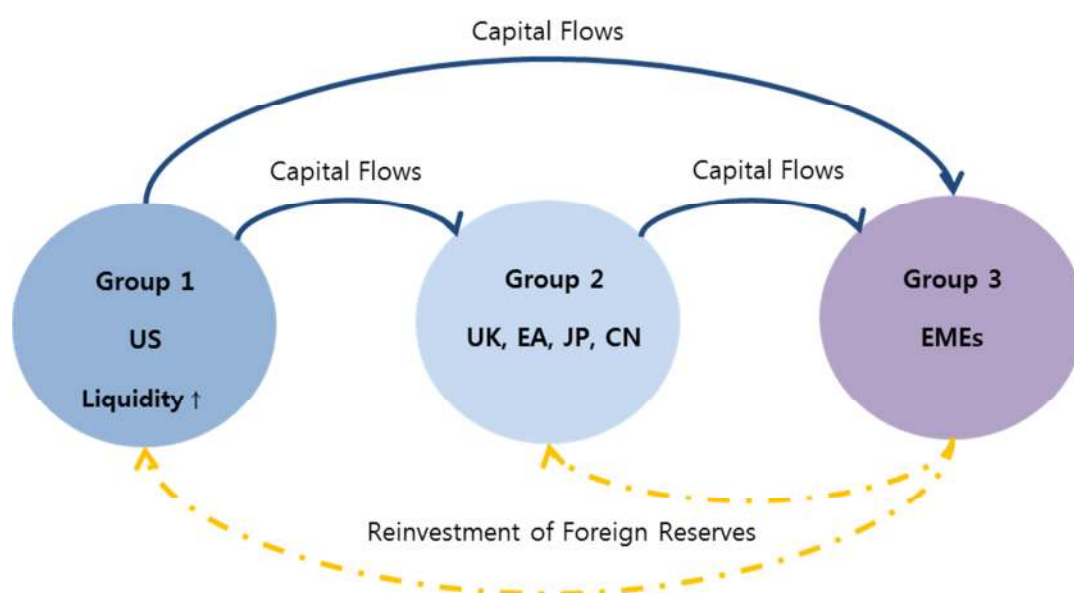 Capital Flows
Capital Flows
Capital Flows
Group 1
US
Liquidity ↑
Group 2
UK, EA, JP, CN
Group 3
EMEs
Reinvestment of Foreign Reserves